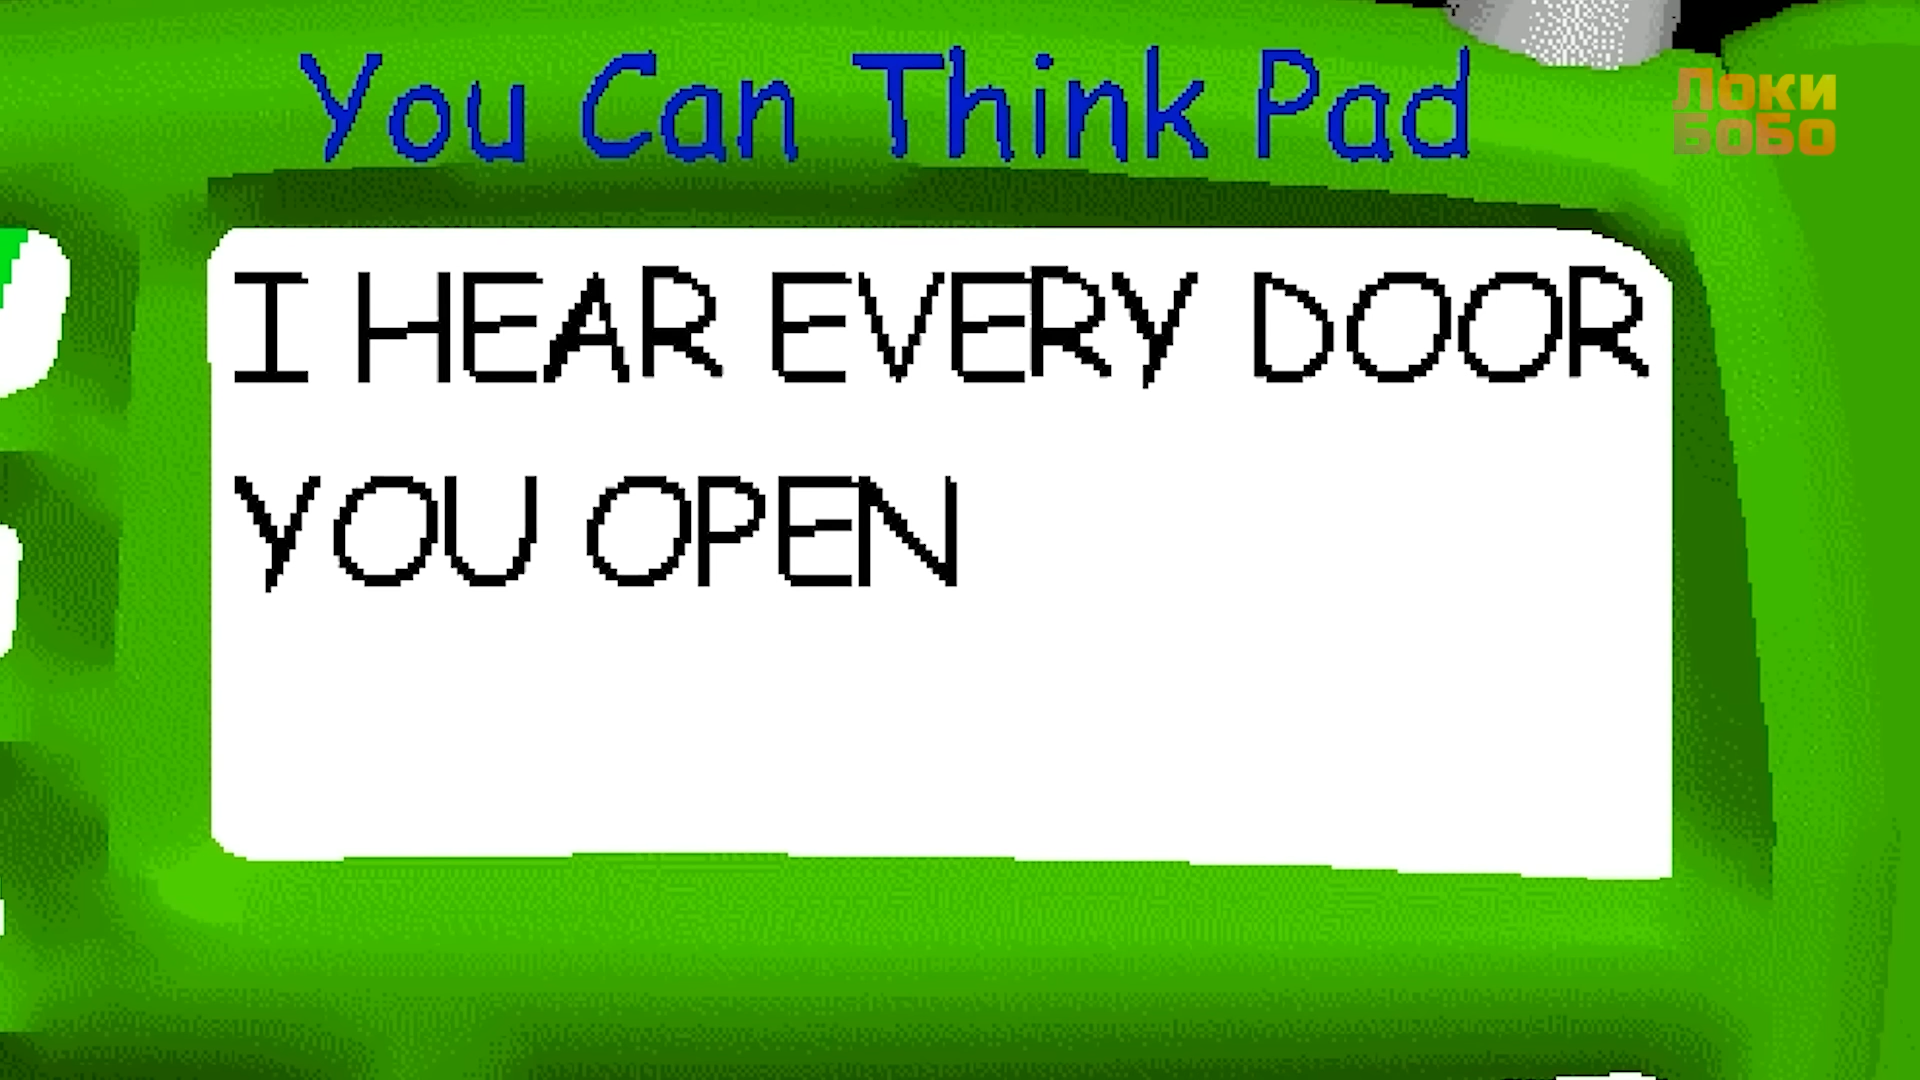 You Can Think Pad
ЛОКИ
БОБО
I HEAR EVERY DOOR
YOU OPEN